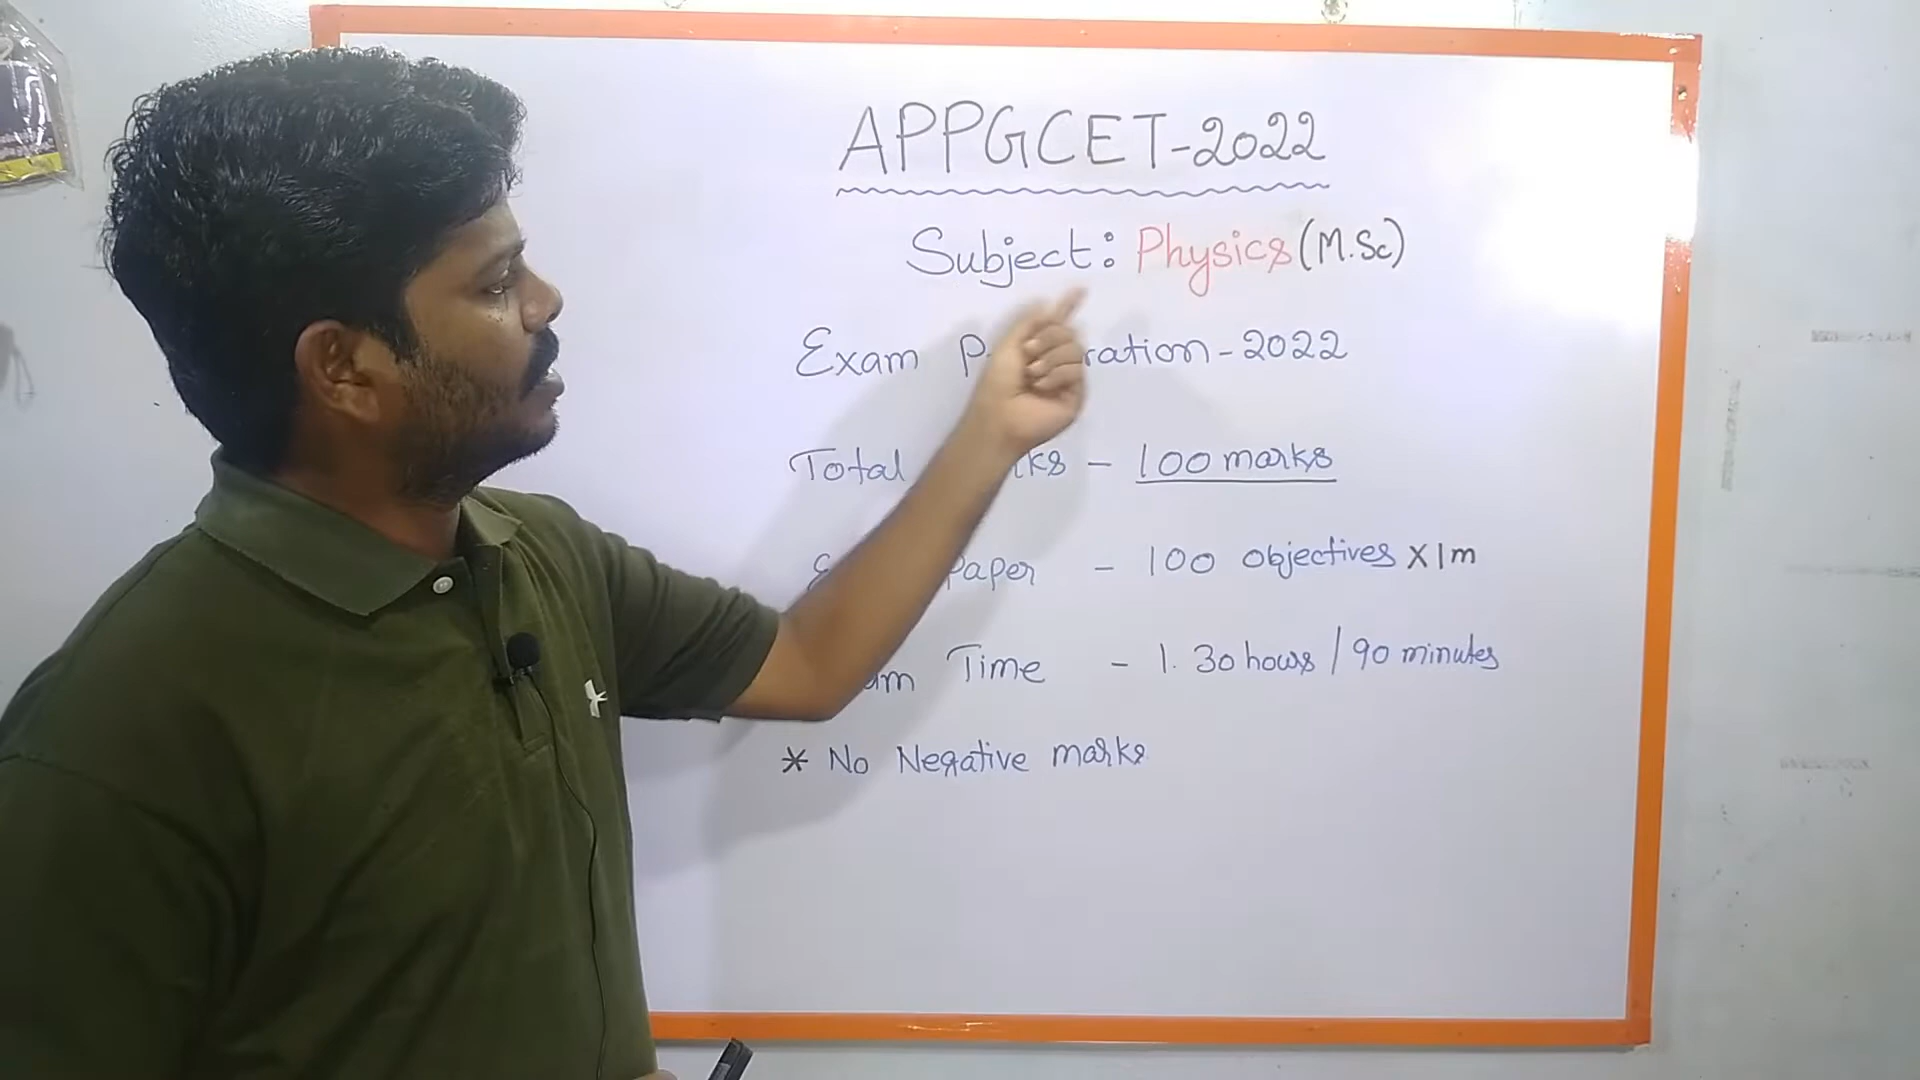 APPGCET-2022
Subject: Physics (M.Sc)
Exam ration-2022
Total ks - 100 marks
Paper - 100 objectives X1m
am Time - 1.30 hours / 90 minutes
* No Negative marks